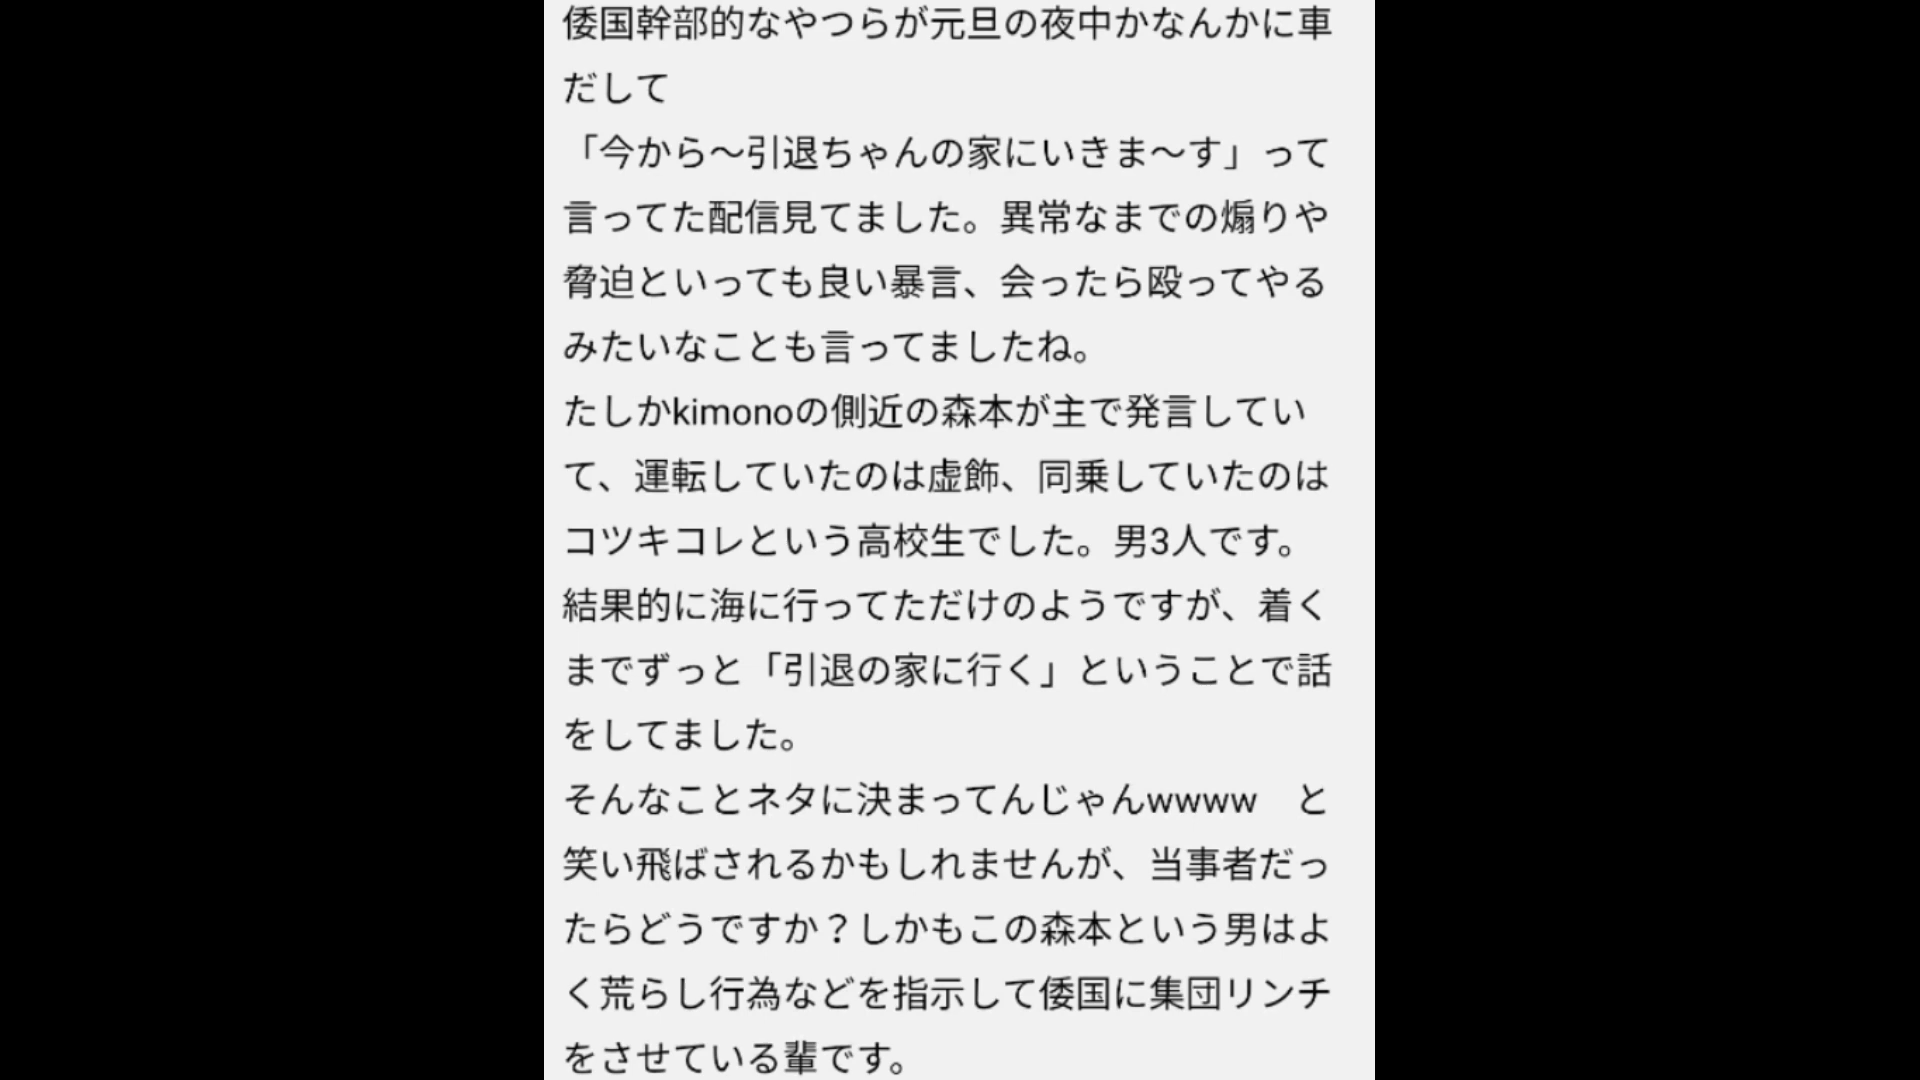 倭国幹部的なやつらが元旦の夜中かなんかに車
だして
「今から〜引退ちゃんの家にいきま〜す」って
言ってた配信見てました。異常なまでの煽りや
脅迫といっても良い暴言、会ったら殴ってやる
みたいなことも言ってましたね。
たしかkimonoの側近の森本が主で発言してい
て、運転していたのは虚飾、同乗していたのは
コツキコレという高校生でした。男3人です。
結果的に海に行ってただけのようですが、着く
までずっと「引退の家に行く」ということで話
をしてました。
そんなことネタに決まってんじゃんwwww　と
笑い飛ばされるかもしれませんが、当事者だっ
たらどうですか？しかもこの森本という男はよ
く荒らし行為などを指示して倭国に集団リンチ
をさせている輩です。